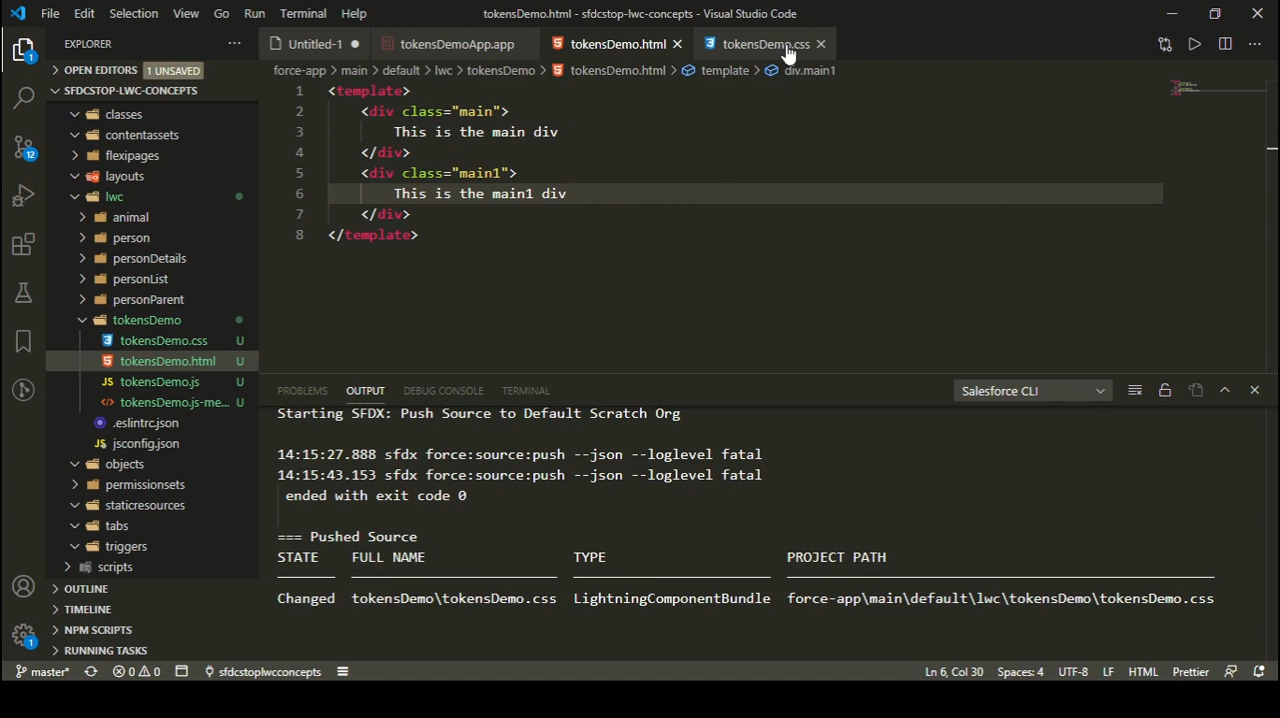 File Edit Selection View Go Run Terminal Help tokensDemo.html - sfdcstop-lwc-concepts - Visual Studio Code
EXPLORER
Untitled-1 tokensDemoApp.app tokensDemo.html tokensDemo.css
OPEN EDITORS 1 UNSAVED
force-app > main > default > lwc > tokensDemo > tokensDemo.html > template > div.main1
SFDCSTOP-LWC-CONCEPTS
classes
contentassets
flexipages
layouts
lwc
animal
person
personDetails
personList
personParent
tokensDemo
tokensDemo.css U
tokensDemo.html U
tokensDemo.js U
tokensDemo.js-me... U
.eslintrc.json
jsconfig.json
objects
permissionsets
staticresources
tabs
triggers
scripts
OUTLINE
TIMELINE
NPM SCRIPTS
RUNNING TASKS
1
12
1
1 <template>
2 <div class="main">
3 This is the main div
4 </div>
5 <div class="main1">
6 This is the main1 div
7 </div>
8 </template>
PROBLEMS OUTPUT DEBUG CONSOLE TERMINAL Salesforce CLI
Starting SFDX: Push Source to Default Scratch Org
14:15:27.888 sfdx force:source:push --json --loglevel fatal
14:15:43.153 sfdx force:source:push --json --loglevel fatal
ended with exit code 0
=== Pushed Source
STATE FULL NAME TYPE PROJECT PATH
Changed tokensDemo\tokensDemo.css LightningComponentBundle force-app\main\default\lwc\tokensDemo\tokensDemo.css
master* 0 0 sfdcstoplwcconcepts Ln 6, Col 30 Spaces: 4 UTF-8 LF HTML Prettier